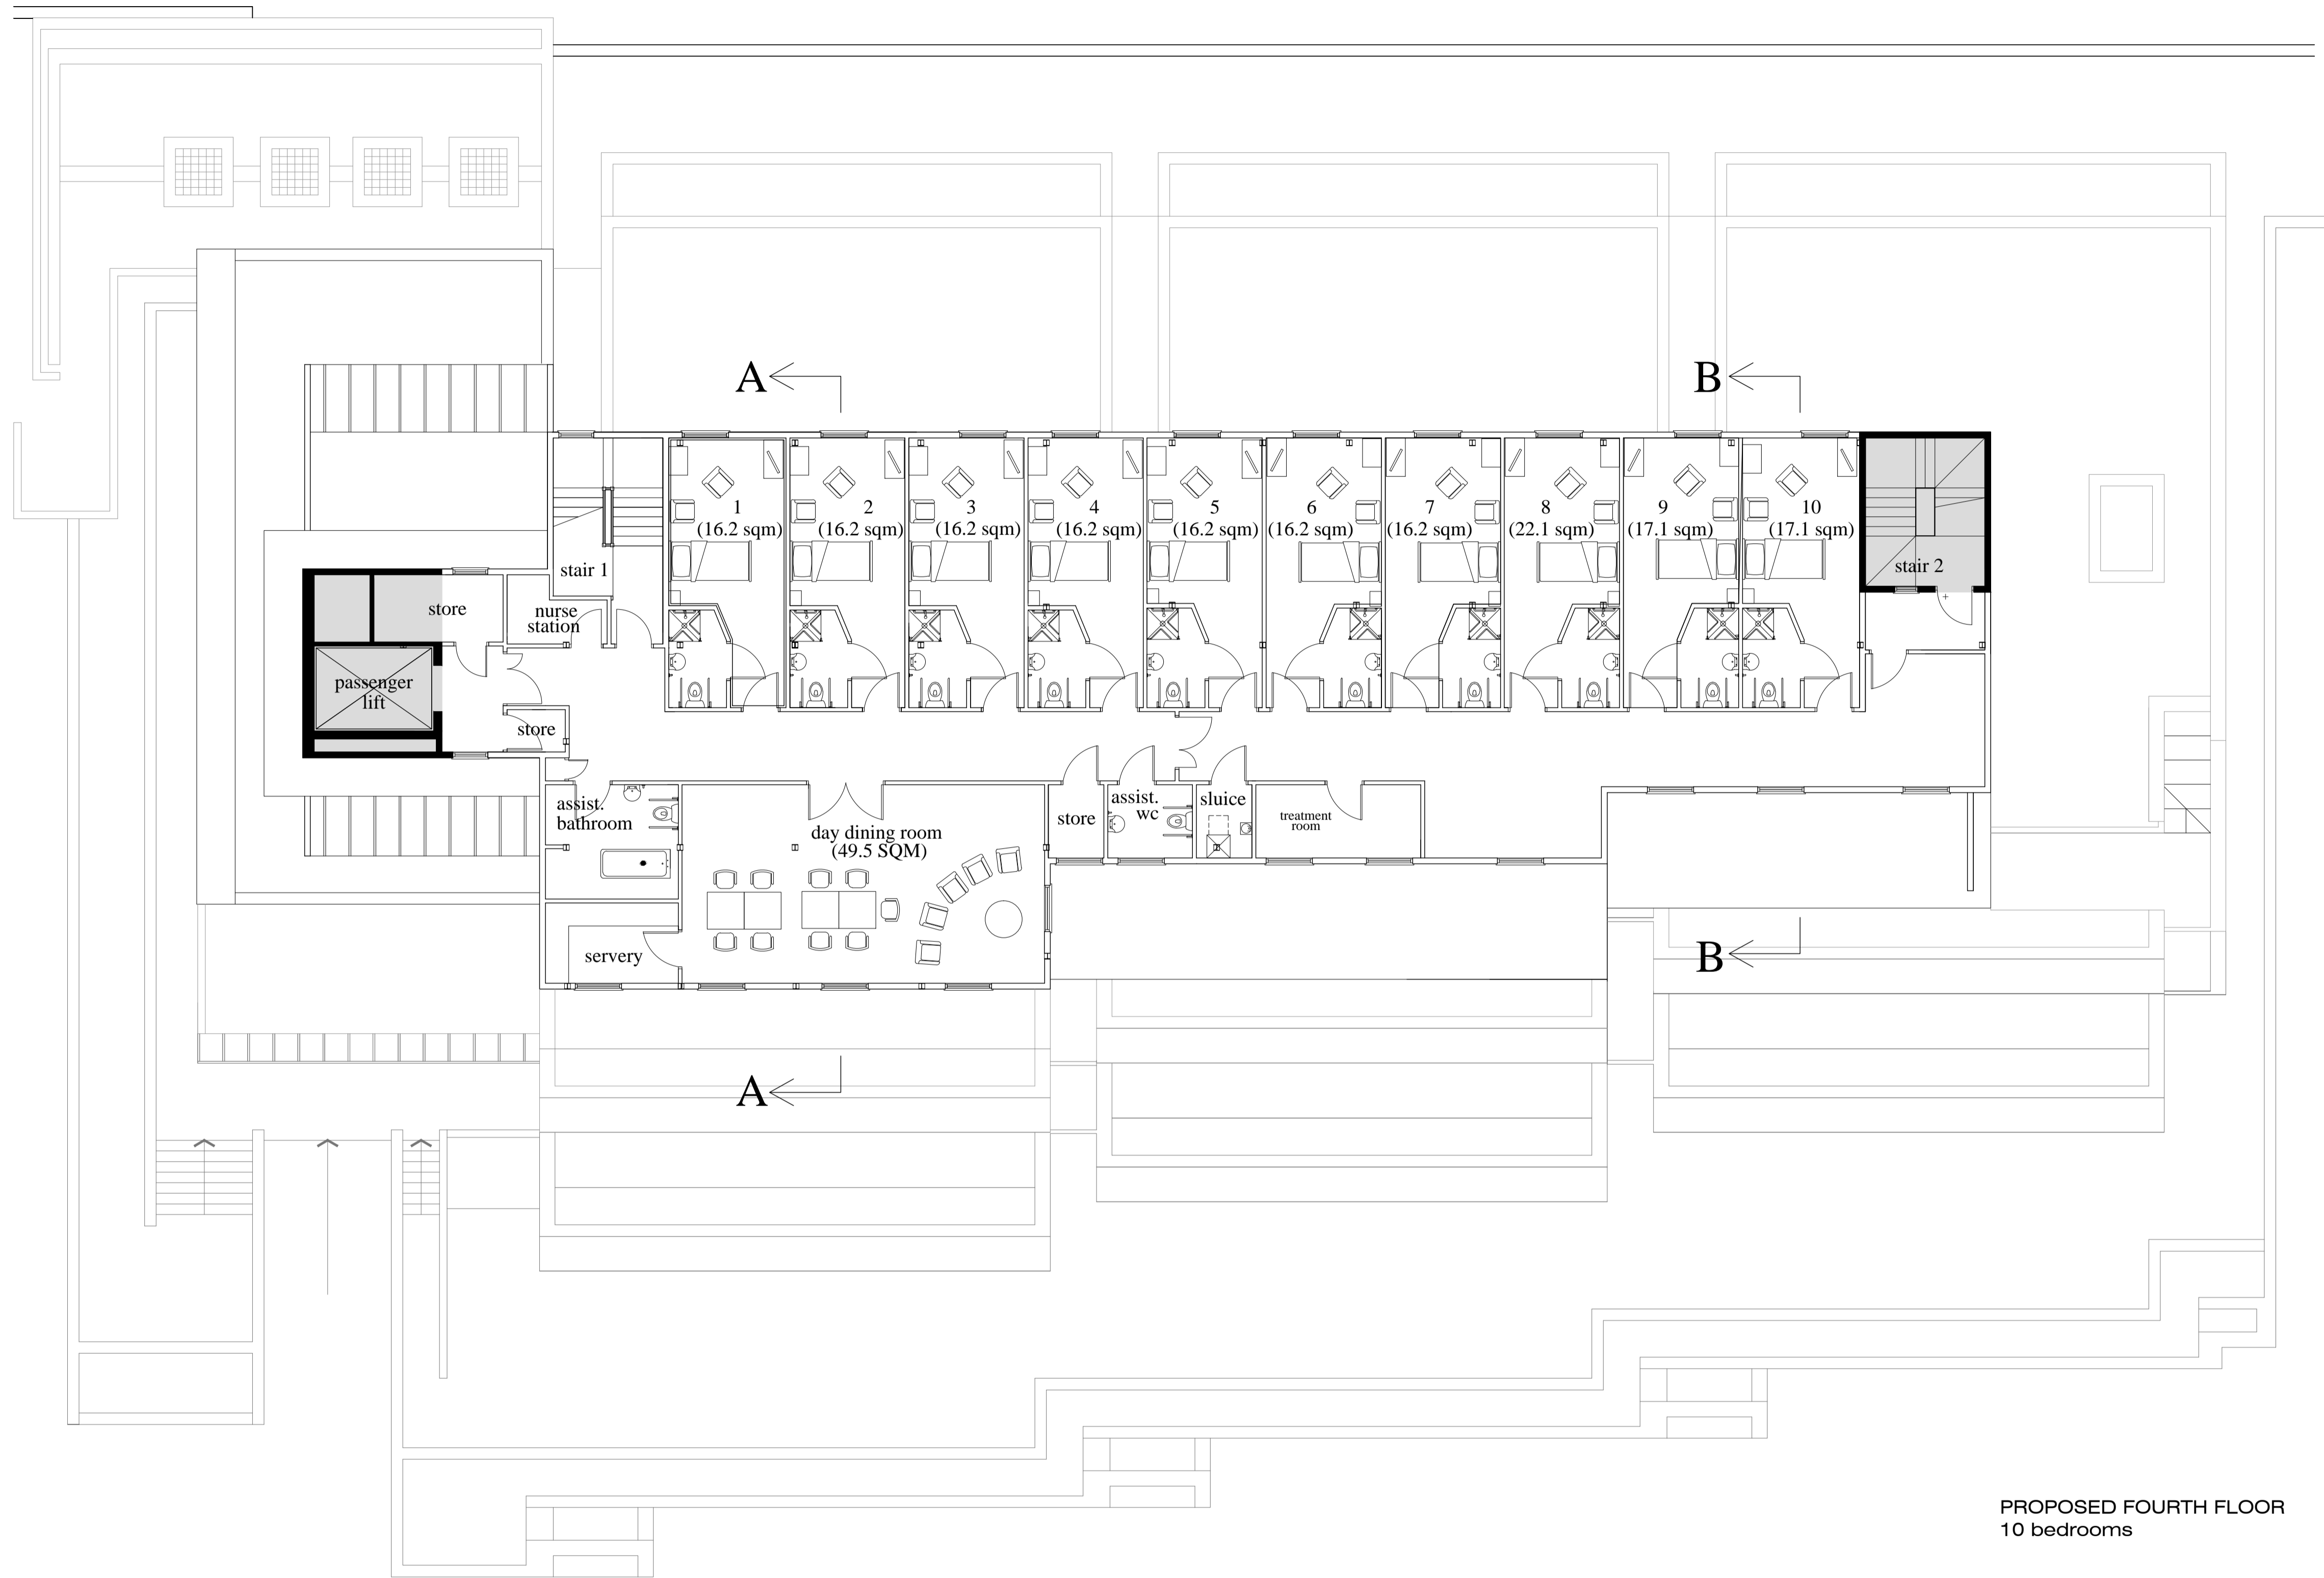 A
B
1
(16.2 sqm)
2
(16.2 sqm)
3
(16.2 sqm)
4
(16.2 sqm)
5
(16.2 sqm)
6
(16.2 sqm)
7
(16.2 sqm)
8
(22.1 sqm)
9
(17.1 sqm)
10
(17.1 sqm)
stair 1
stair 2
store
nurse
station
passenger
lift
store
assist.
bathroom
day dining room
(49.5 SQM)
store
assist.
wc
sluice
treatment
room
servery
B
A
PROPOSED FOURTH FLOOR
10 bedrooms